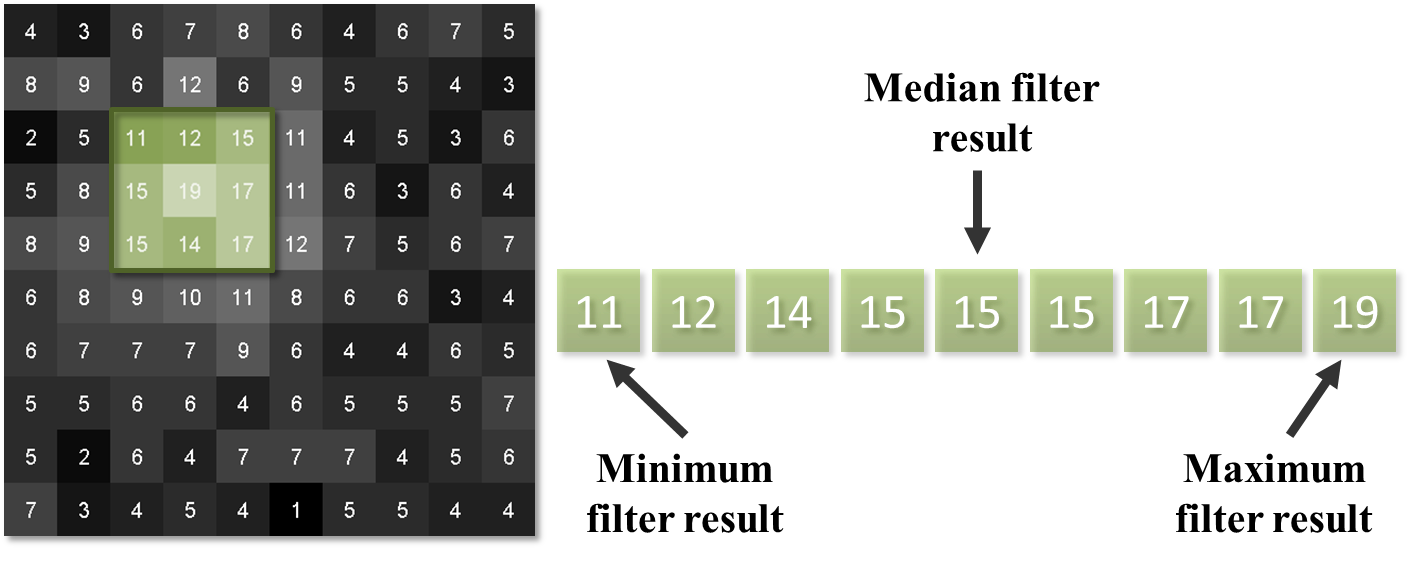 4 3 6 7 8 6 4 6 7 5
8 9 6 12 6 9 5 5 4 3
2 5 11 12 15 11 4 5 3 6
5 8 15 19 17 11 6 3 6 4
8 9 15 14 17 12 7 5 6 7
6 8 9 10 11 8 6 6 3 4
6 7 7 7 9 6 4 4 6 5
5 5 6 6 4 6 5 5 5 7
5 2 6 4 7 7 7 4 5 6
7 3 4 5 4 1 5 5 4 4
Median filter
result
11 12 14 15 15 15 17 17 19
Minimum
filter result
Maximum
filter result